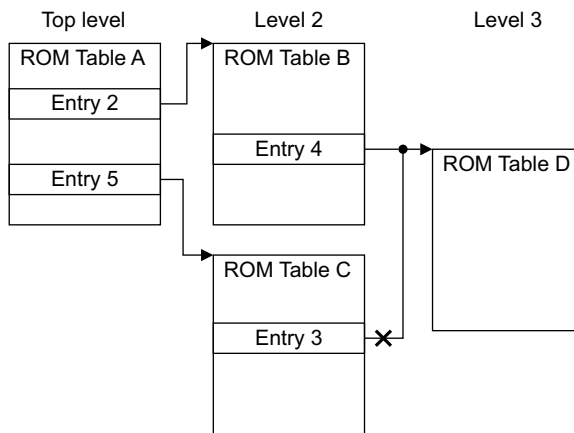 Top level
Level 2
Level 3
ROM Table A
Entry 2
Entry 5
ROM Table B
Entry 4
ROM Table C
Entry 3
ROM Table D